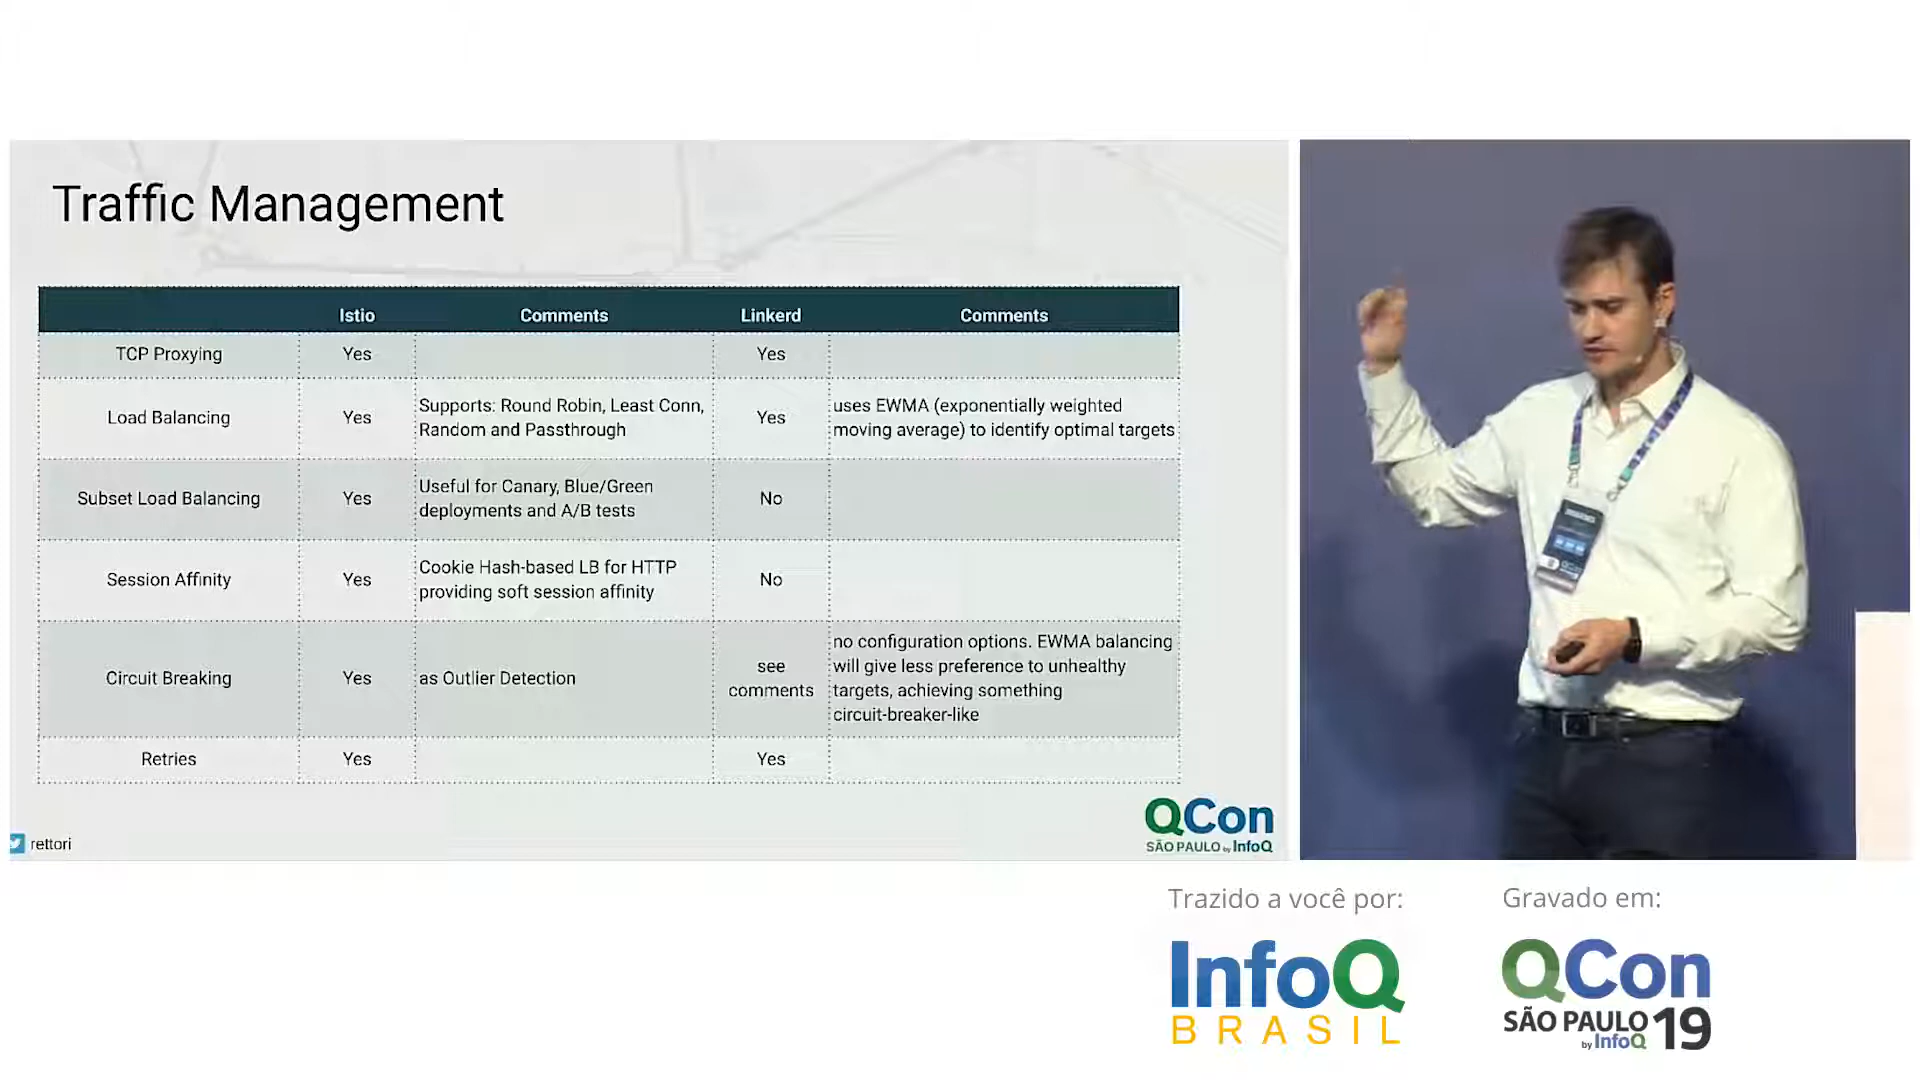 Traffic Management
Istio Comments Linkerd Comments
TCP Proxying Yes Yes
Load Balancing Yes Supports: Round Robin, Least Conn, Random and Passthrough Yes uses EWMA (exponentially weighted moving average) to identify optimal targets
Subset Load Balancing Yes Useful for Canary, Blue/Green deployments and A/B tests No
Session Affinity Yes Cookie Hash-based LB for HTTP providing soft session affinity No
Circuit Breaking Yes as Outlier Detection see comments no configuration options. EWMA balancing will give less preference to unhealthy targets, achieving something circuit-breaker-like
Retries Yes Yes
rettori
QCon
SÃO PAULO by InfoQ
Trazido a você por:
InfoQ
BRASIL
Gravado em:
QCon
SÃO PAULO 19
by InfoQ